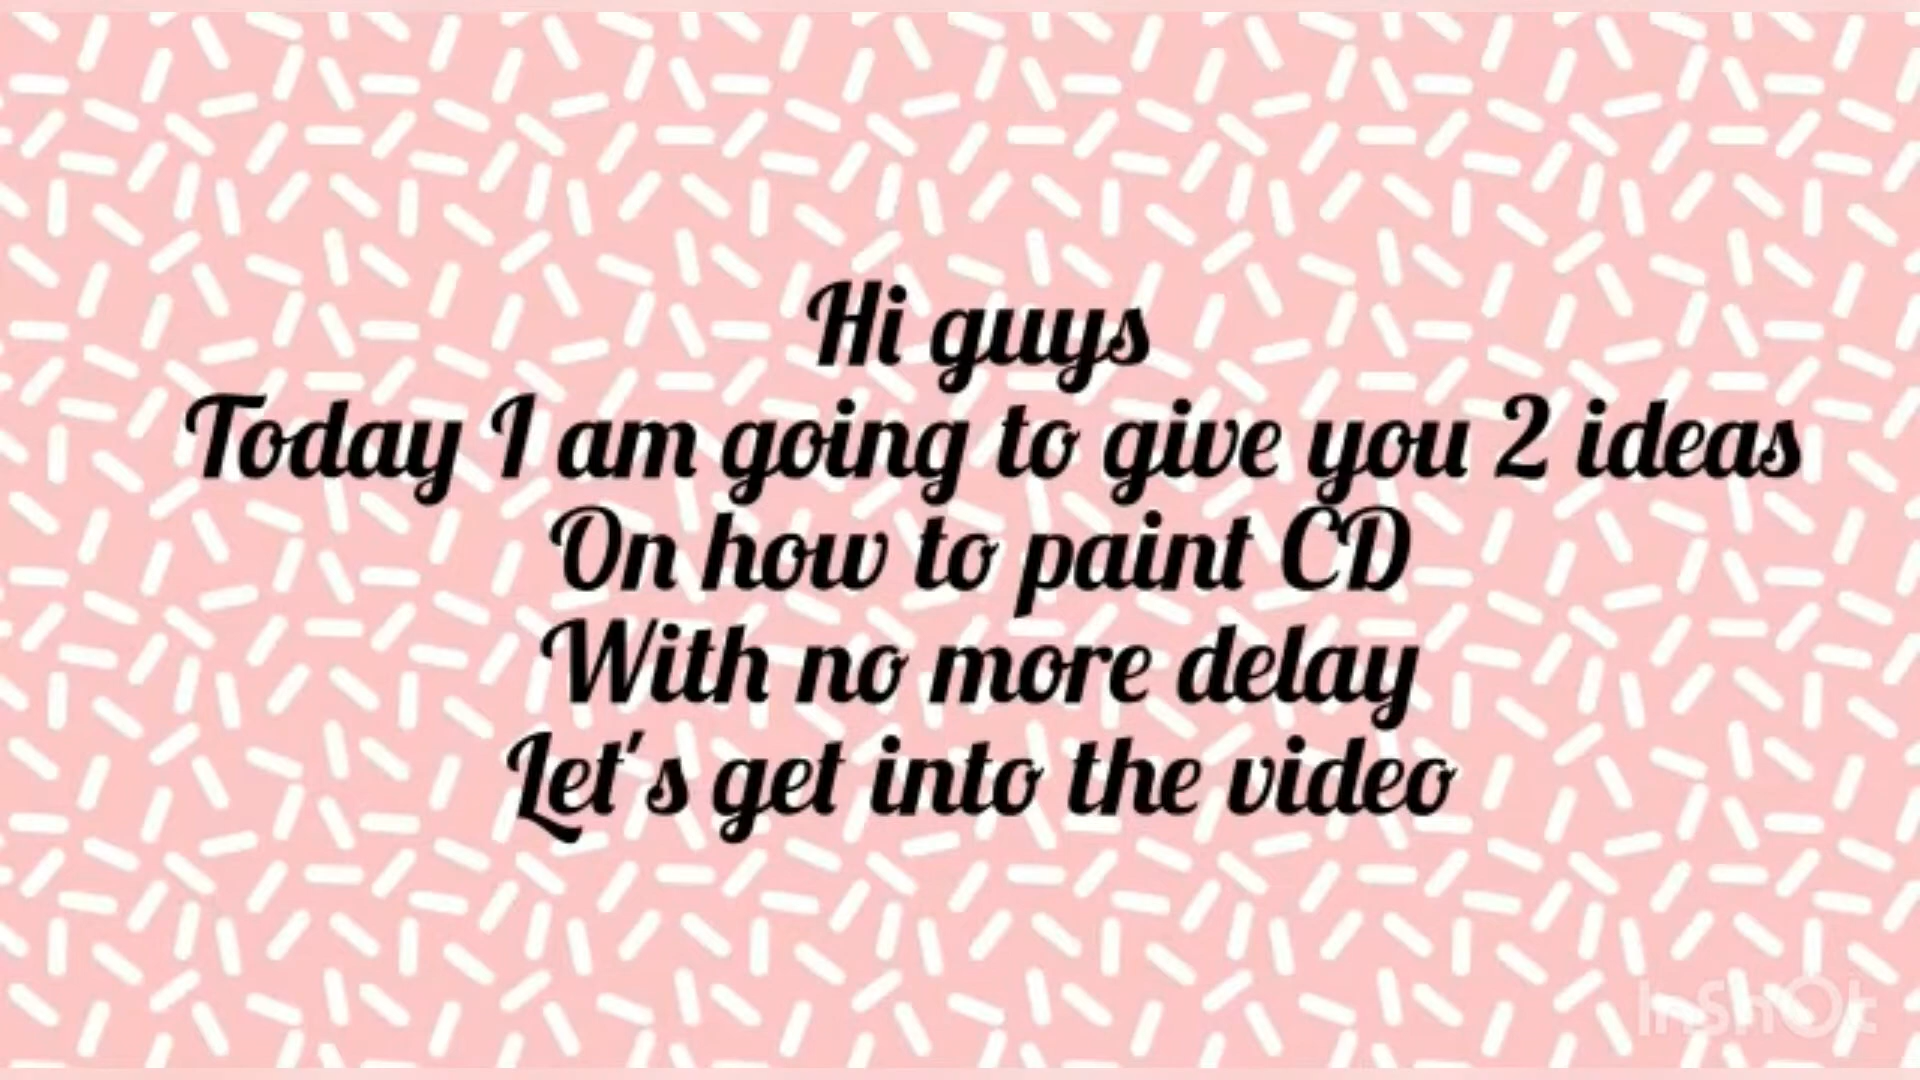 Hi guys
Today I am going to give you 2 ideas
On how to paint CD
With no more delay
Let's get into the video
InShOt